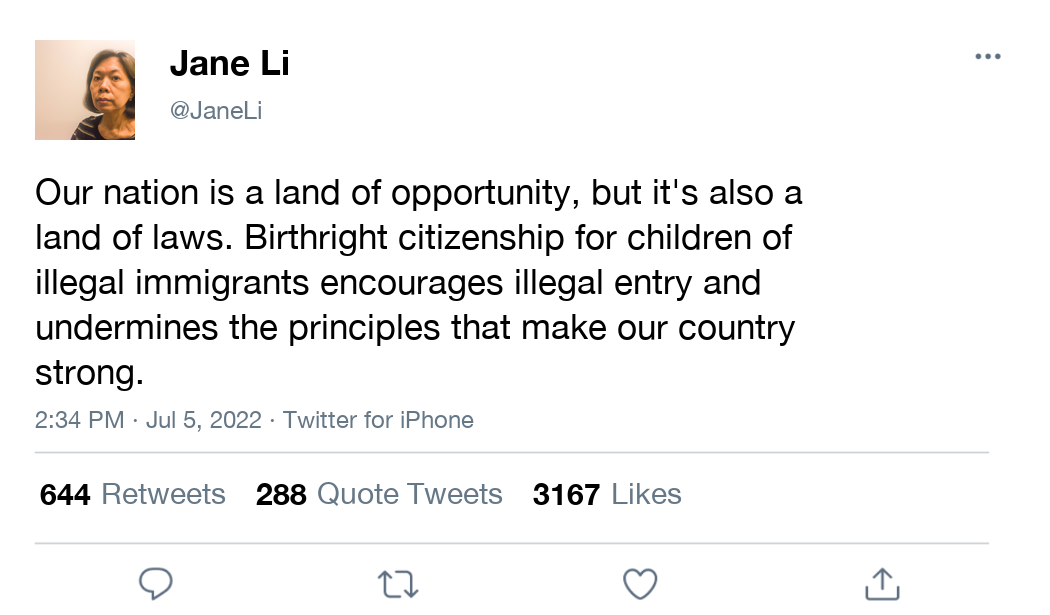 Jane Li
@JaneLi
Our nation is a land of opportunity, but it's also a
land of laws. Birthright citizenship for children of
illegal immigrants encourages illegal entry and
undermines the principles that make our country
strong.
2:34 PM · Jul 5, 2022 · Twitter for iPhone
644 Retweets 288 Quote Tweets 3167 Likes